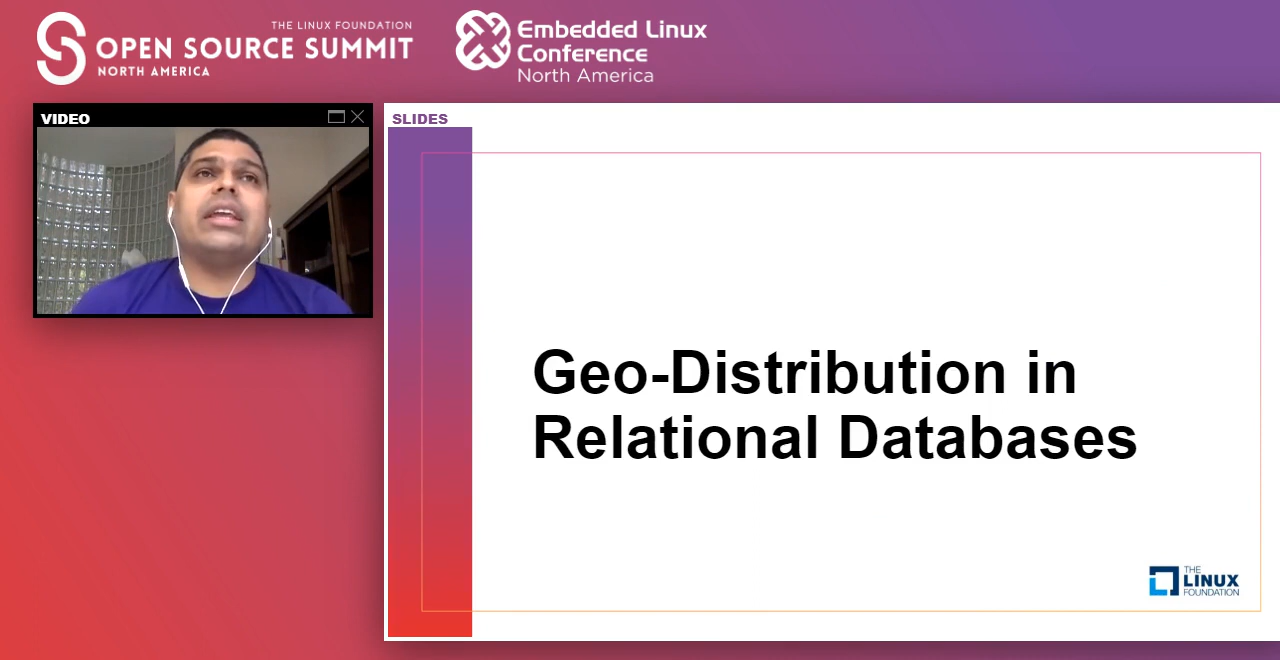 THE LINUX FOUNDATION
OPEN SOURCE SUMMIT
NORTH AMERICA
Embedded Linux
Conference
North America
VIDEO
SLIDES
Geo-Distribution in
Relational Databases
THE
LINUX
FOUNDATION